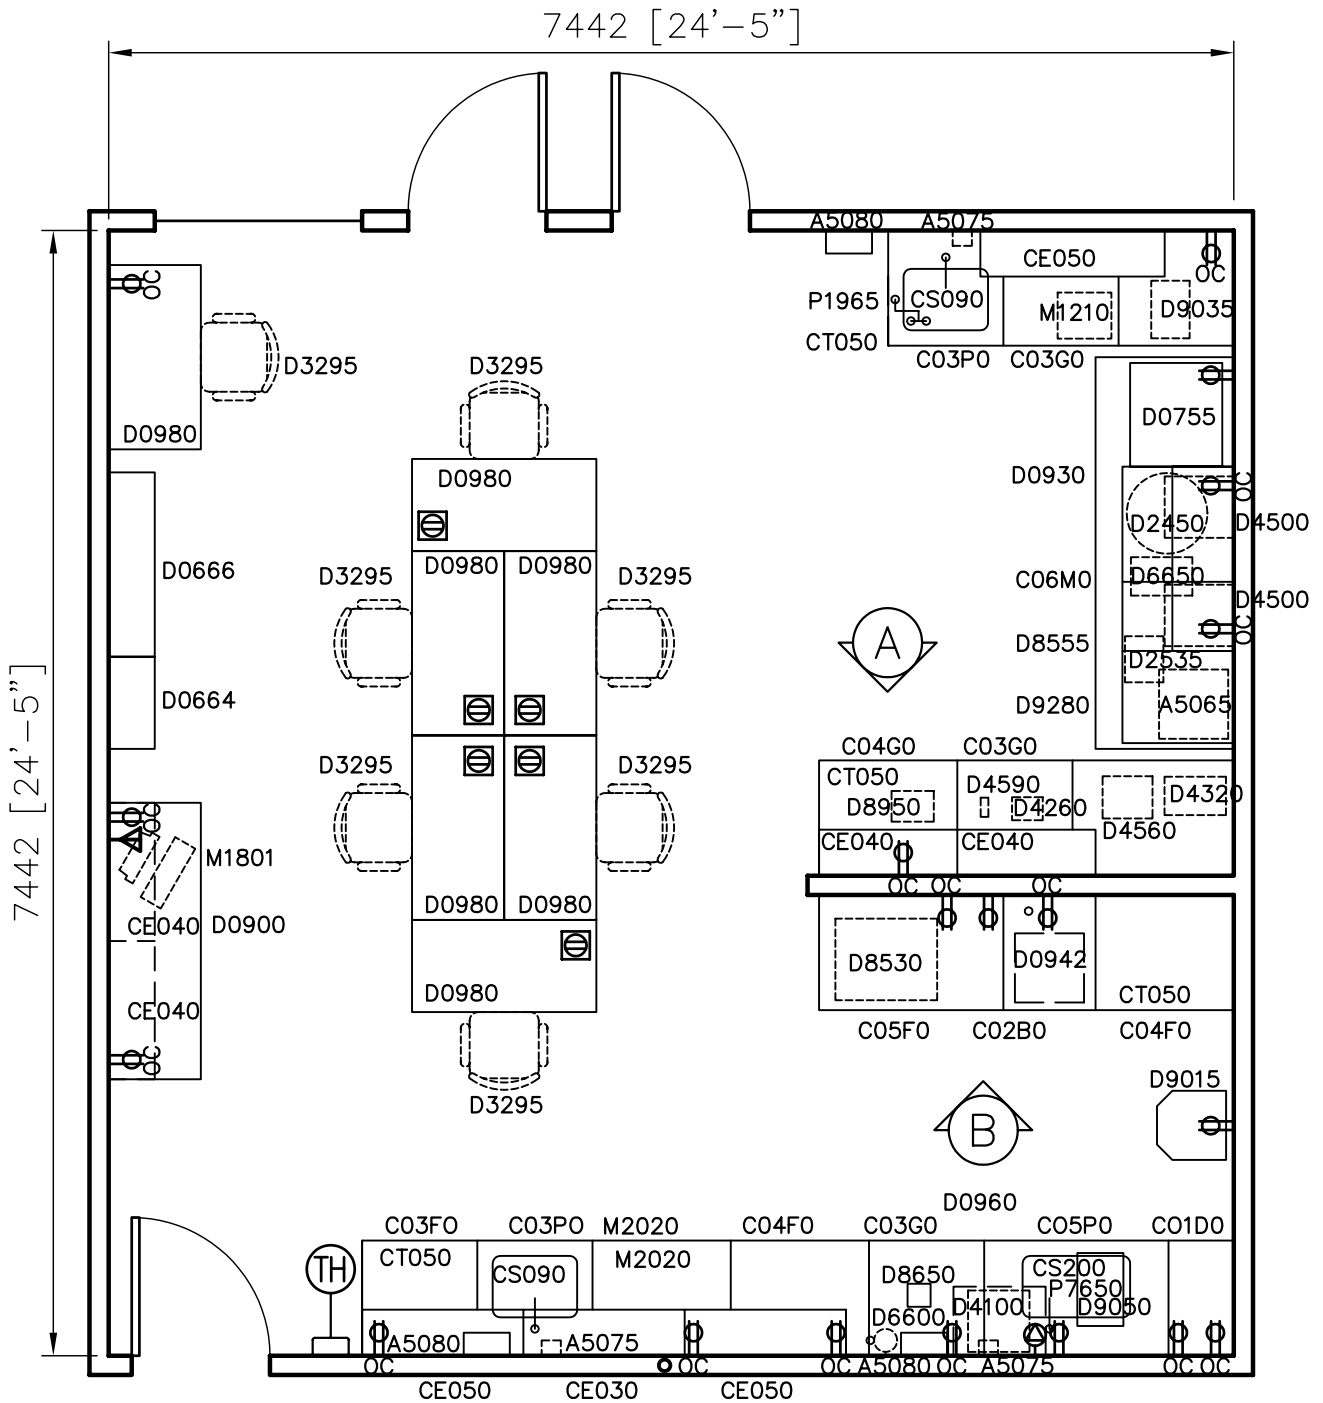 7442 [24'-5"]
A5080
A5075
CE050
OC
P1965
CS090
M1210
D9035
CT050
C03P0
C03G0
OC
D3295
D3295
D0980
D0755
D0980
D0930
OC
D2450
D4500
D0666
D3295
D0980
D0980
D3295
C06M0
D6650
D4500
OC
D8555
D2535
D0664
D9280
A5065
A
7442 [24'-5"]
C04G0
C03G0
D3295
D3295
CT050
D4590
D8950
D4260
D4320
OC
D4560
CE040
CE040
M1801
OC
OC
OC
D0980
D0980
CE040
D0900
D8530
D0942
D0980
CE040
CT050
C05F0
C02B0
C04F0
OC
D3295
D9015
B
D0960
C03F0
C03P0
M2020
C04F0
C03G0
C05P0
C01D0
CT050
M2020
TH
CS090
D8650
CS200
P7650
D6600
D4100
D9050
A5080
A5075
OC
OC
OC
A5080
OC
A5075
OC
OC
CE050
CE030
CE050